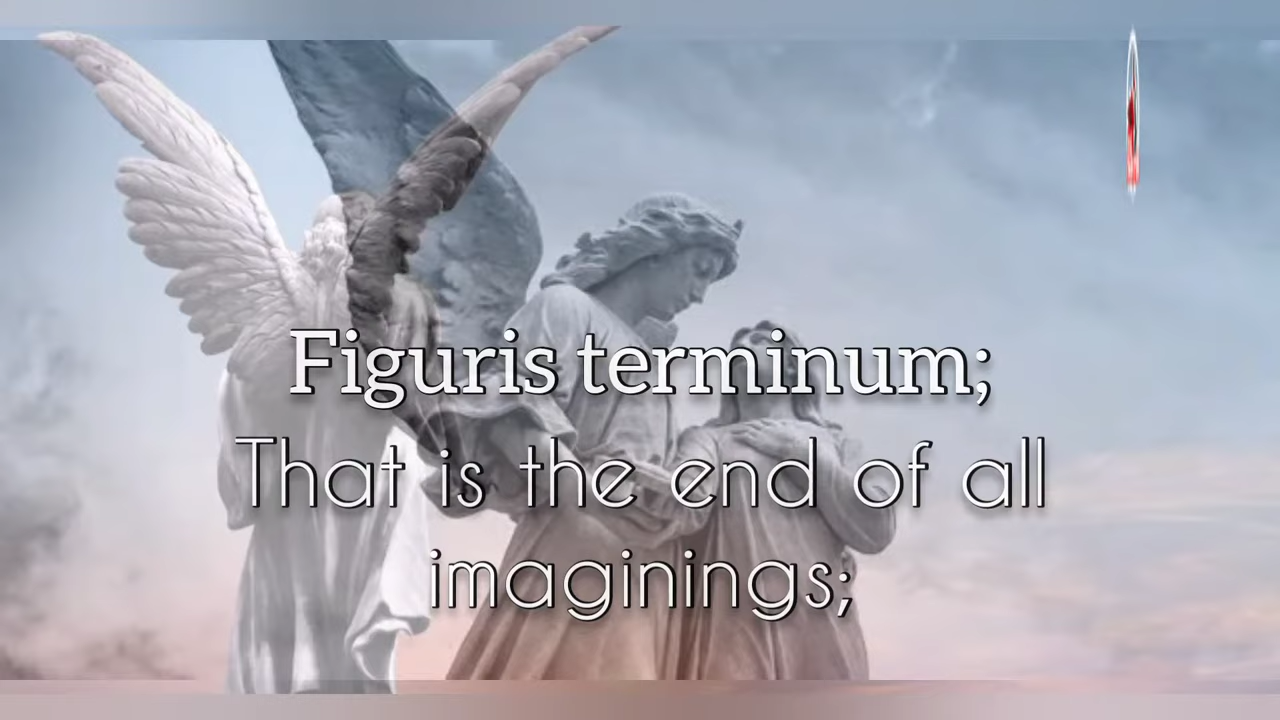 Figuris terminum;
That is the end of all
imaginings;